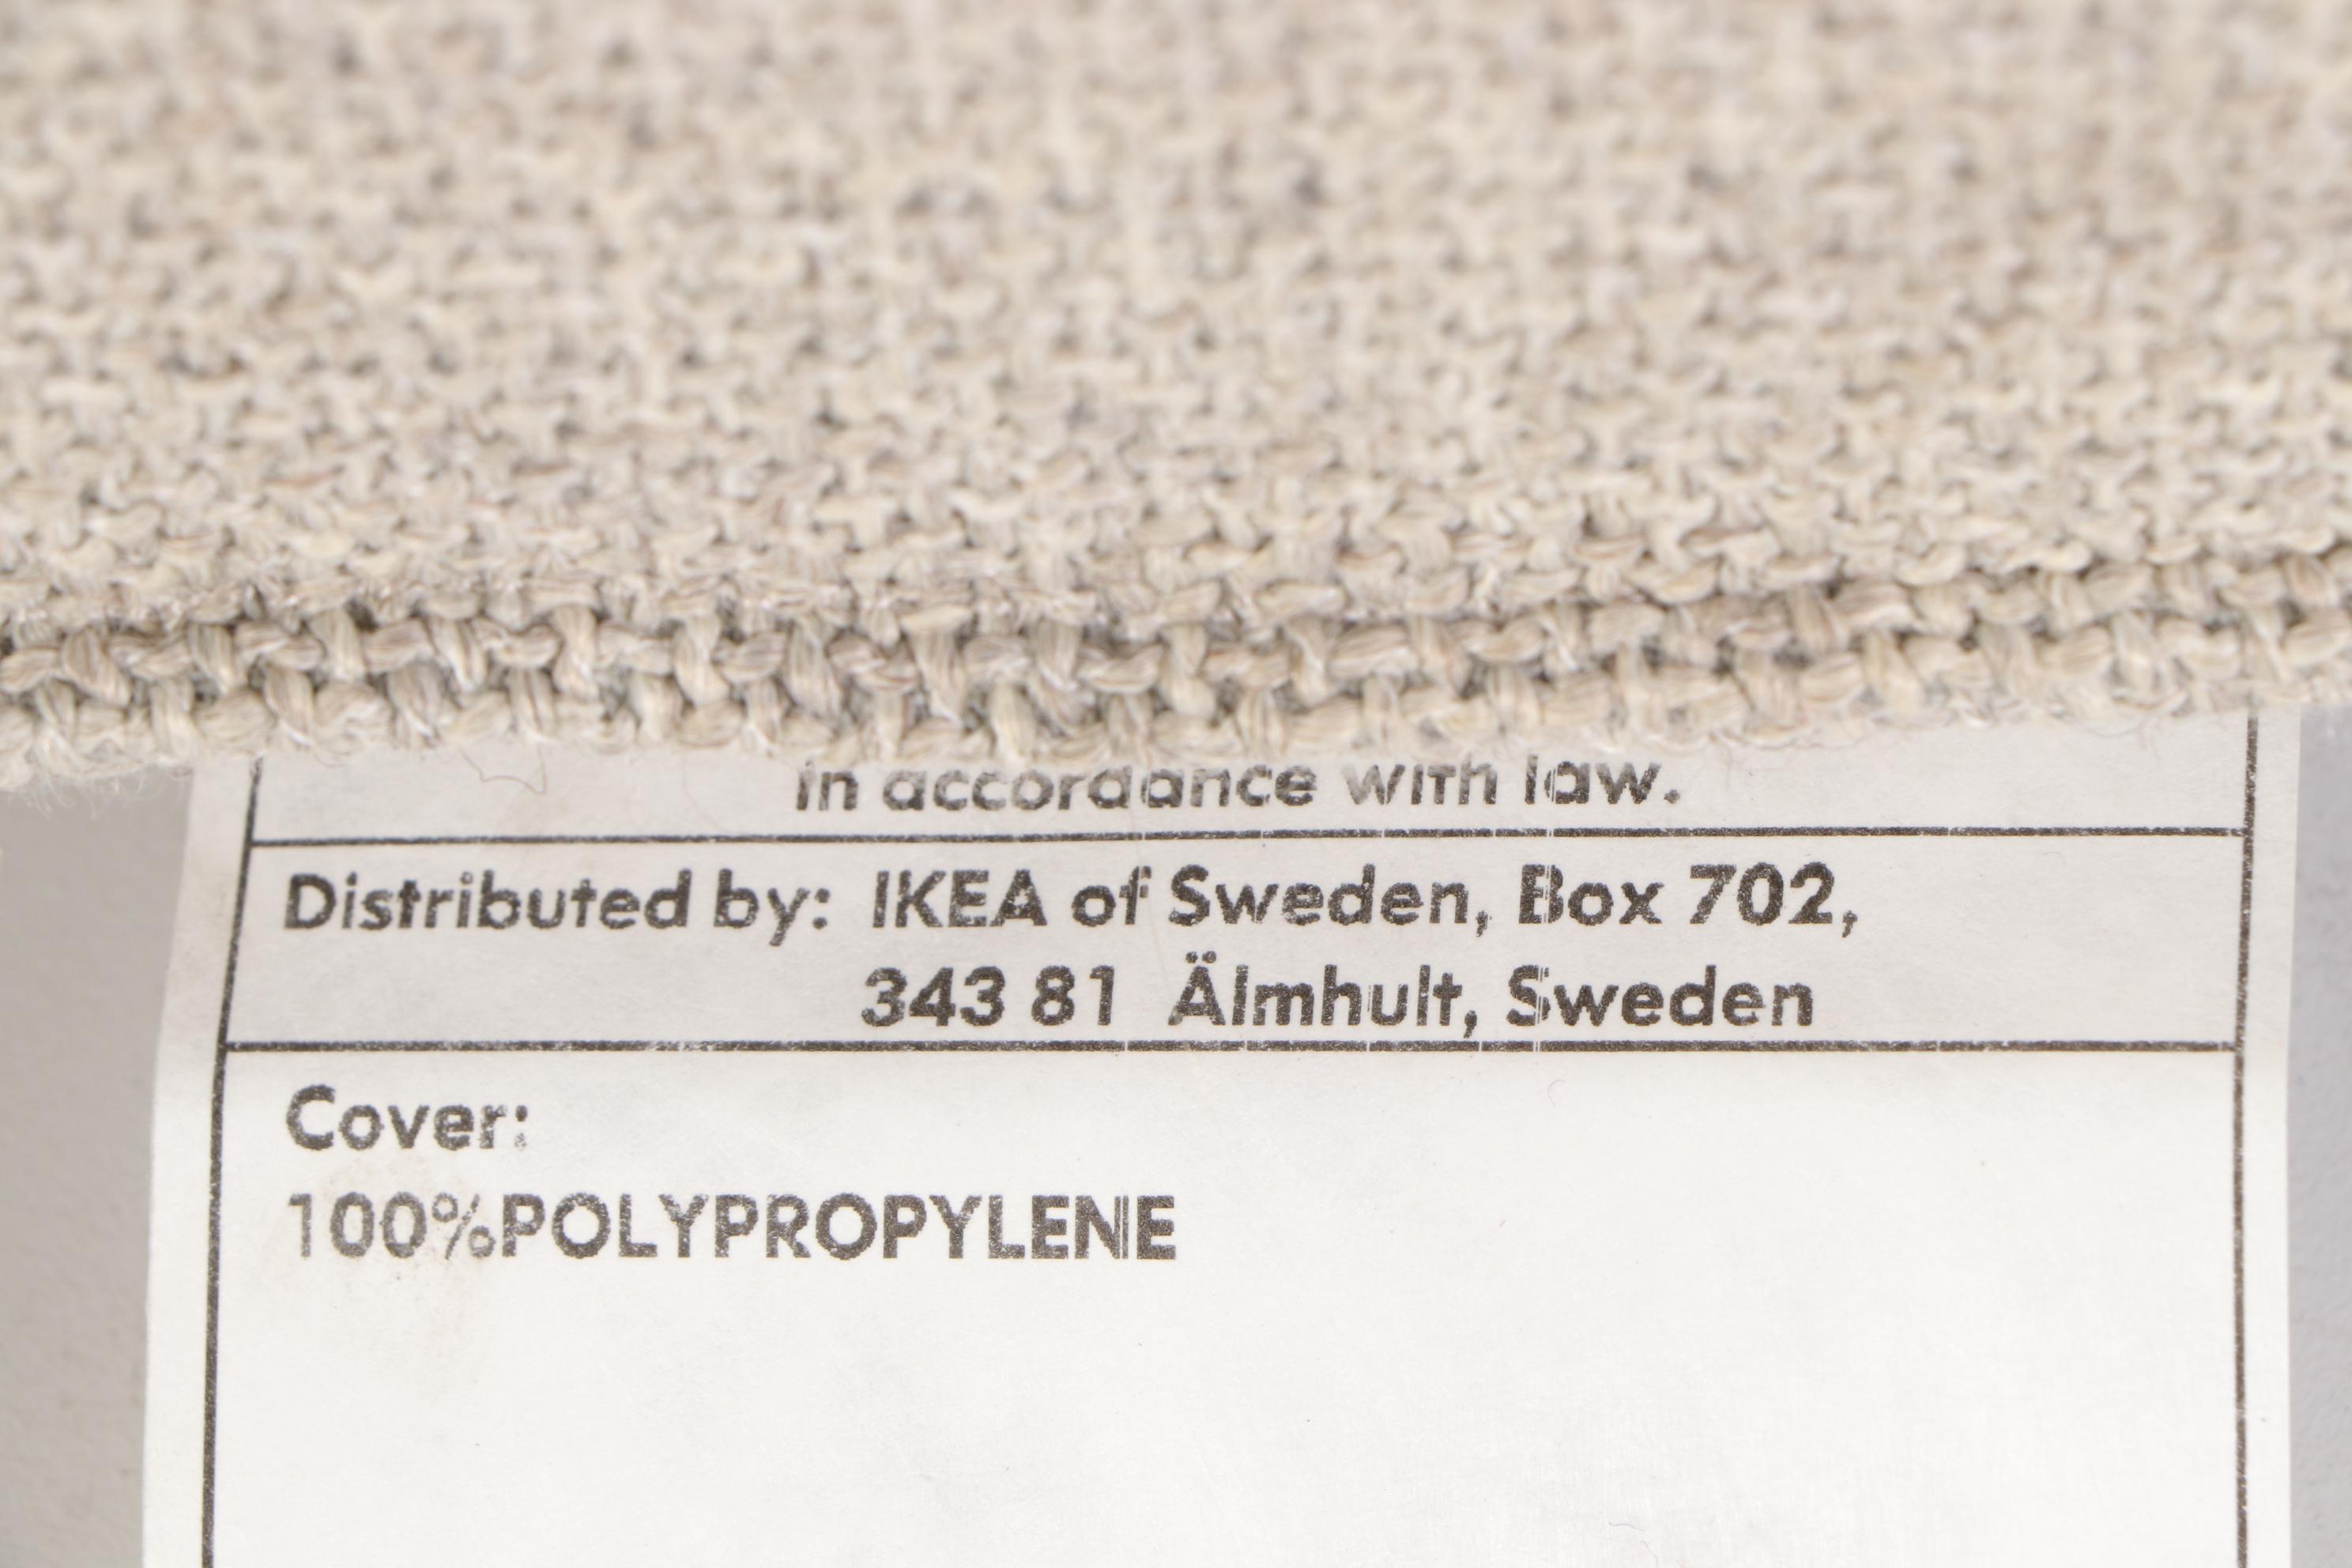 in accordance with law.
Distributed by: IKEA of Sweden, Box 702,
343 81 Älmhult, Sweden
Cover:
100%POLYPROPYLENE